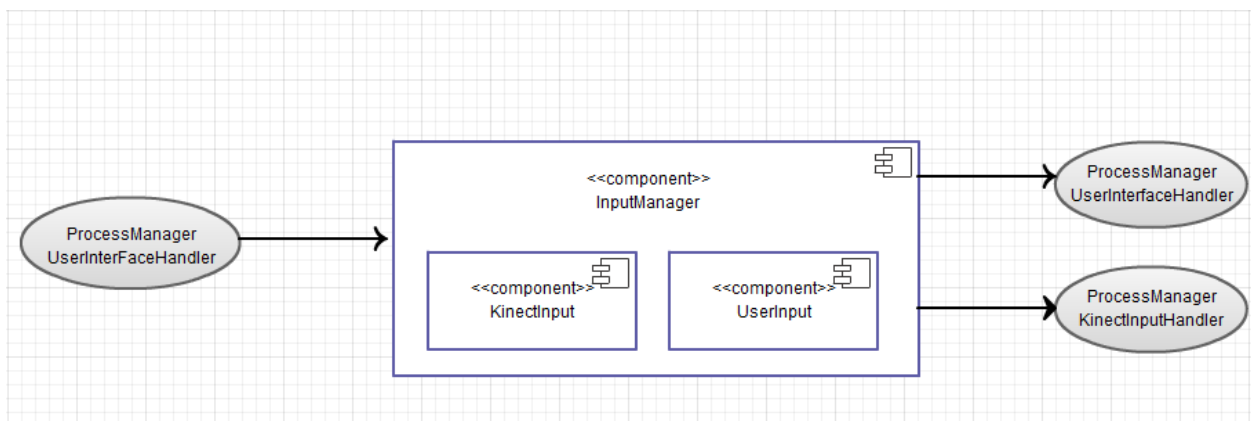 ProcessManager
UserInterFaceHandler
<<component>>
InputManager
<<component>>
KinectInput
<<component>>
UserInput
ProcessManager
UserInterfaceHandler
ProcessManager
KinectInputHandler